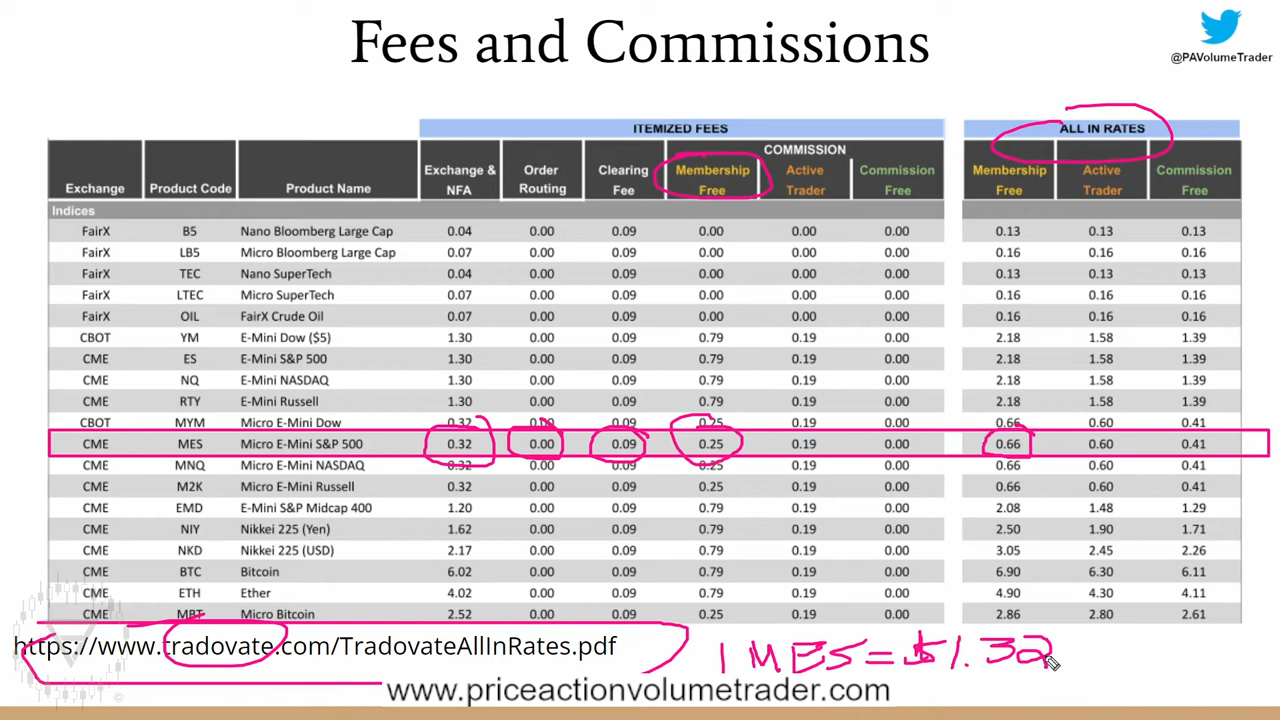 Fees and Commissions
@PAVolumeTrader
ITEMIZED FEES ALL IN RATES
COMMISSION
Exchange Product Code Product Name Exchange & NFA Order Routing Clearing Fee Membership Free Active Trader Commission Free Membership Free Active Trader Commission Free
Indices
FairX B5 Nano Bloomberg Large Cap 0.04 0.00 0.09 0.00 0.00 0.00 0.13 0.13 0.13
FairX LB5 Micro Bloomberg Large Cap 0.07 0.00 0.09 0.00 0.00 0.00 0.16 0.16 0.16
FairX TEC Nano SuperTech 0.04 0.00 0.09 0.00 0.00 0.00 0.13 0.13 0.13
FairX LTEC Micro SuperTech 0.07 0.00 0.09 0.00 0.00 0.00 0.16 0.16 0.16
FairX OIL FairX Crude Oil 0.07 0.00 0.09 0.00 0.00 0.00 0.16 0.16 0.16
CBOT YM E-Mini Dow ($5) 1.30 0.00 0.09 0.79 0.19 0.00 2.18 1.58 1.39
CME ES E-Mini S&P 500 1.30 0.00 0.09 0.79 0.19 0.00 2.18 1.58 1.39
CME NQ E-Mini NASDAQ 1.30 0.00 0.09 0.79 0.19 0.00 2.18 1.58 1.39
CME RTY E-Mini Russell 1.30 0.00 0.09 0.79 0.19 0.00 2.18 1.58 1.39
CBOT MYM Micro E-Mini Dow 0.32 0.00 0.09 0.25 0.19 0.00 0.66 0.60 0.41
CME MES Micro E-Mini S&P 500 0.32 0.00 0.09 0.25 0.19 0.00 0.66 0.60 0.41
CME MNQ Micro E-Mini NASDAQ 0.32 0.00 0.09 0.25 0.19 0.00 0.66 0.60 0.41
CME M2K Micro E-Mini Russell 0.32 0.00 0.09 0.25 0.19 0.00 0.66 0.60 0.41
CME EMD E-Mini S&P Midcap 400 1.20 0.00 0.09 0.79 0.19 0.00 2.08 1.48 1.29
CME NIY Nikkei 225 (Yen) 1.62 0.00 0.09 0.79 0.19 0.00 2.50 1.90 1.71
CME NKD Nikkei 225 (USD) 2.17 0.00 0.09 0.79 0.19 0.00 3.05 2.45 2.26
CME BTC Bitcoin 6.02 0.00 0.09 0.79 0.19 0.00 6.90 6.30 6.11
CME ETH Ether 4.02 0.00 0.09 0.79 0.19 0.00 4.90 4.30 4.11
CME MBT Micro Bitcoin 2.52 0.00 0.09 0.25 0.19 0.00 2.86 2.80 2.61
https://www.tradovate.com/TradovateAllInRates.pdf
1 MES = $1.32
www.priceactionvolumetrader.com